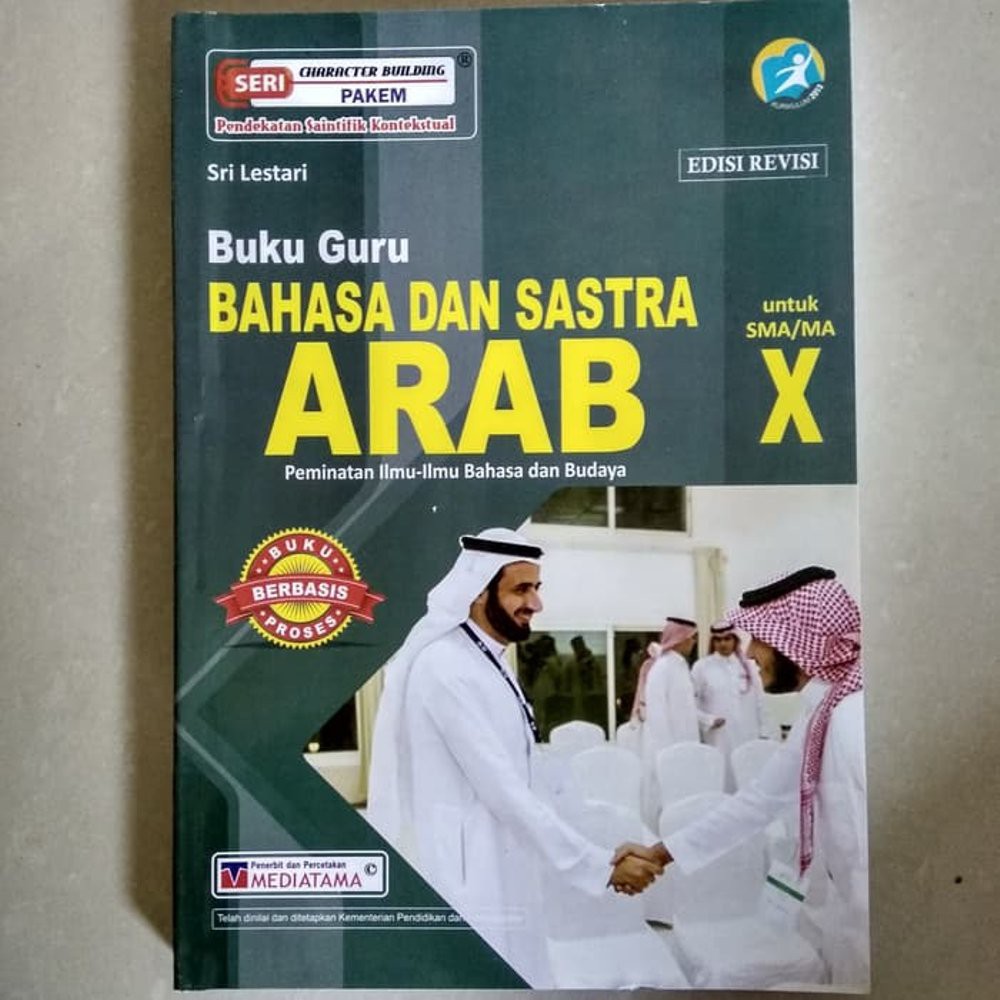 SERI
CHARACTER BUILDING
PAKEM
®
Pendekatan Saintifik Kontekstual
KURIKULUM 2013
Sri Lestari
EDISI REVISI
Buku Guru
BAHASA DAN SASTRA
ARAB
untuk
SMA/MA
X
Peminatan Ilmu-Ilmu Bahasa dan Budaya
BUKU
BERBASIS
PROSES
Penerbit dan Percetakan
MEDIATAMA ©
Telah dinilai dan ditetapkan Kementerian Pendidikan dan